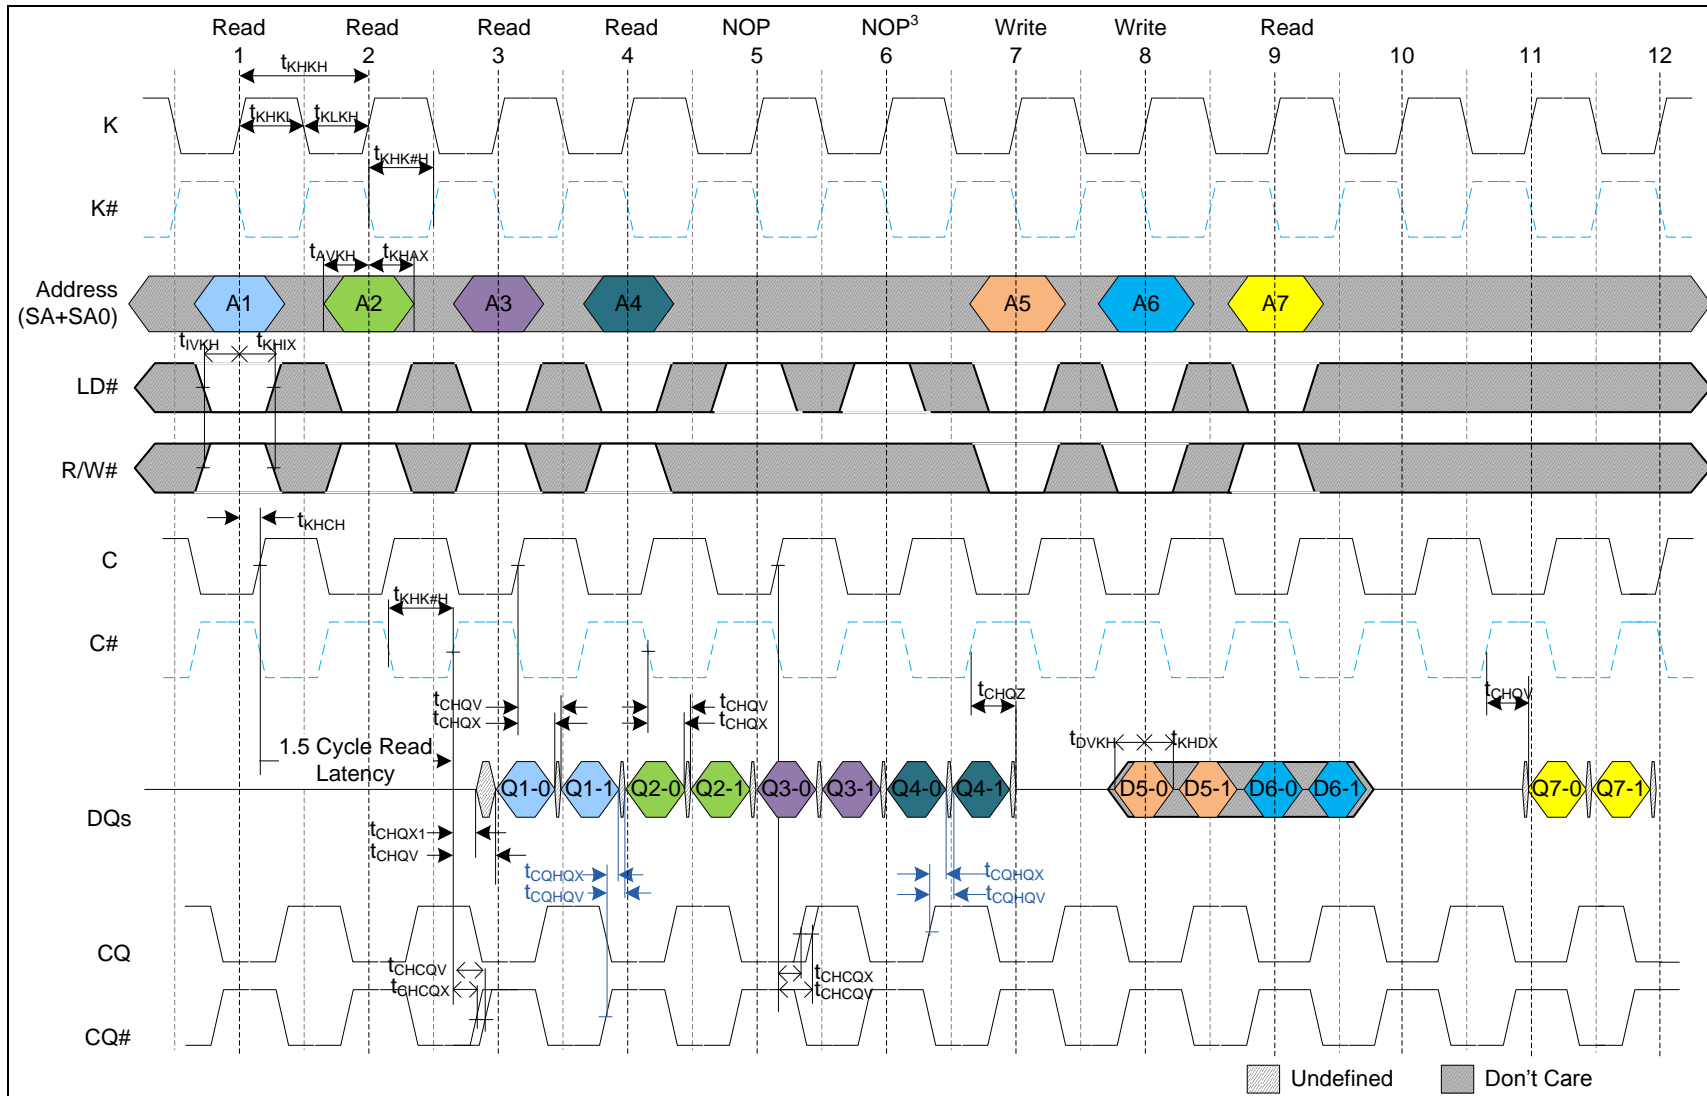 Read Read Read Read NOP NOP3 Write Write Read
1 2 3 4 5 6 7 8 9 10 11 12
tKHKH
K
tKHKL tKLKH
tKHK#H
K#
tAVKH tKHAX
Address
(SA+SA0)
A1 A2 A3 A4 A5 A6 A7
tIVKH tKHIX
LD#
R/W#
tKHCH
C
tKHK#H
C#
tCHQV tCHQV tCHQZ tCHQV
tCHQX tCHQX
1.5 Cycle Read
Latency
tDVKH tKHDX
DQs
Q1-0 Q1-1 Q2-0 Q2-1 Q3-0 Q3-1 Q4-0 Q4-1 D5-0 D5-1 D6-0 D6-1 Q7-0 Q7-1
tCHQX1
tCHQV
tCQHQX tCQHQX
tCQHQV tCQHQV
CQ
tCHCQV tCHCQX
tCHCQX tCHCQV
CQ#
Undefined Don't Care